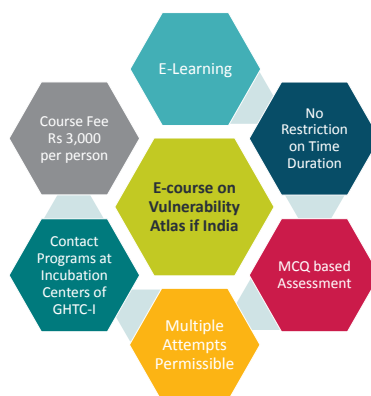 E-Learning
No
Restriction
on Time
Duration
MCQ based
Assessment
Multiple
Attempts
Permissible
Contact
Programs at
Incubation
Centers of
GHTC-I
Course Fee
Rs 3,000
per person
E-course on
Vulnerability
Atlas if India